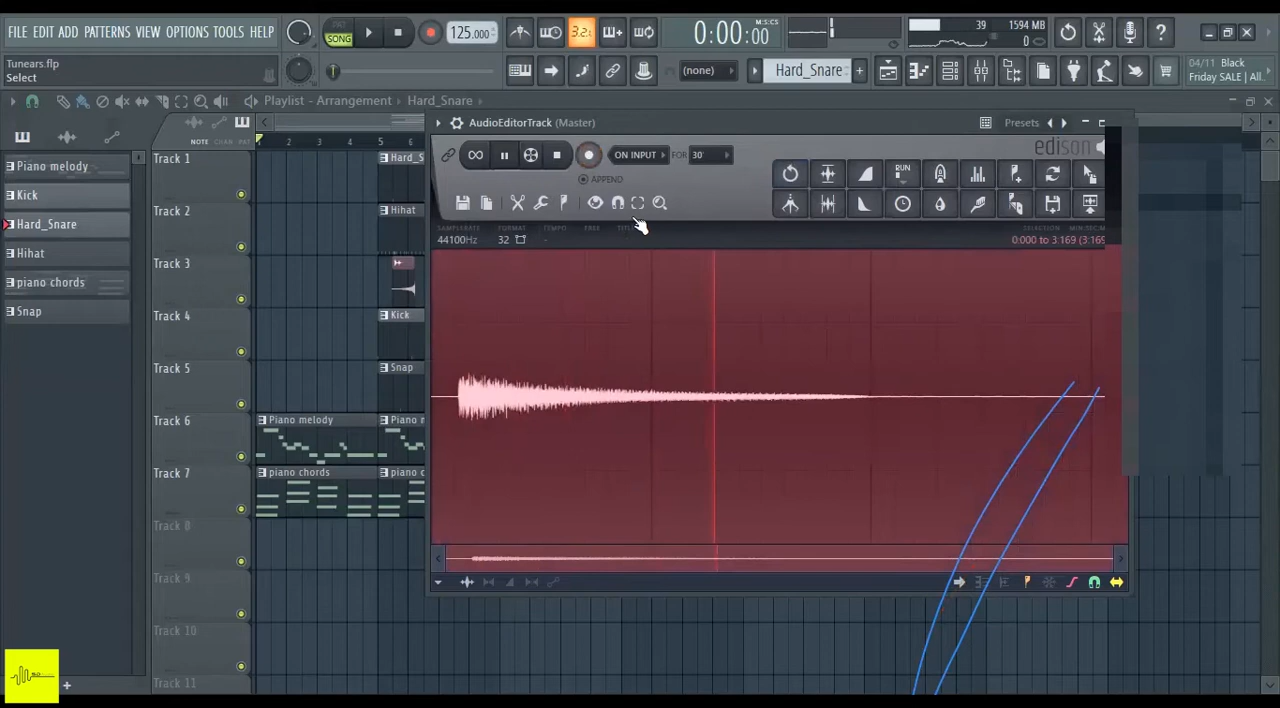 FILE EDIT ADD PATTERNS VIEW OPTIONS TOOLS HELP
SONG
125.000
3.2
0:00:00
M:S:CS
39
1594 MB
0
Tunears.flp
Select
(none)
Hard_Snare
04/11 Black
Friday SALE | All..
Playlist - Arrangement
Hard_Snare
NOTE CHAN PAT
1 2 3 4 5 6
Piano melody
Kick
Hard_Snare
Hihat
piano chords
Snap
Track 1
Hard_S
Track 2
Hihat
Track 3
Track 4
Kick
Track 5
Snap
Track 6
Piano melody
Piano m
Track 7
piano chords
piano c
Track 8
Track 9
Track 10
Track 11
AudioEditorTrack (Master)
Presets
edison
ON INPUT
FOR
30'
APPEND
RUN
SAMPLERATE
FORMAT
TEMPO
FREE
SELECTION
44100Hz
32
0:000 to 3:169 (3:169